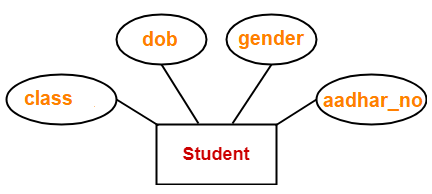 dob
gender
class
aadhar_no
Student